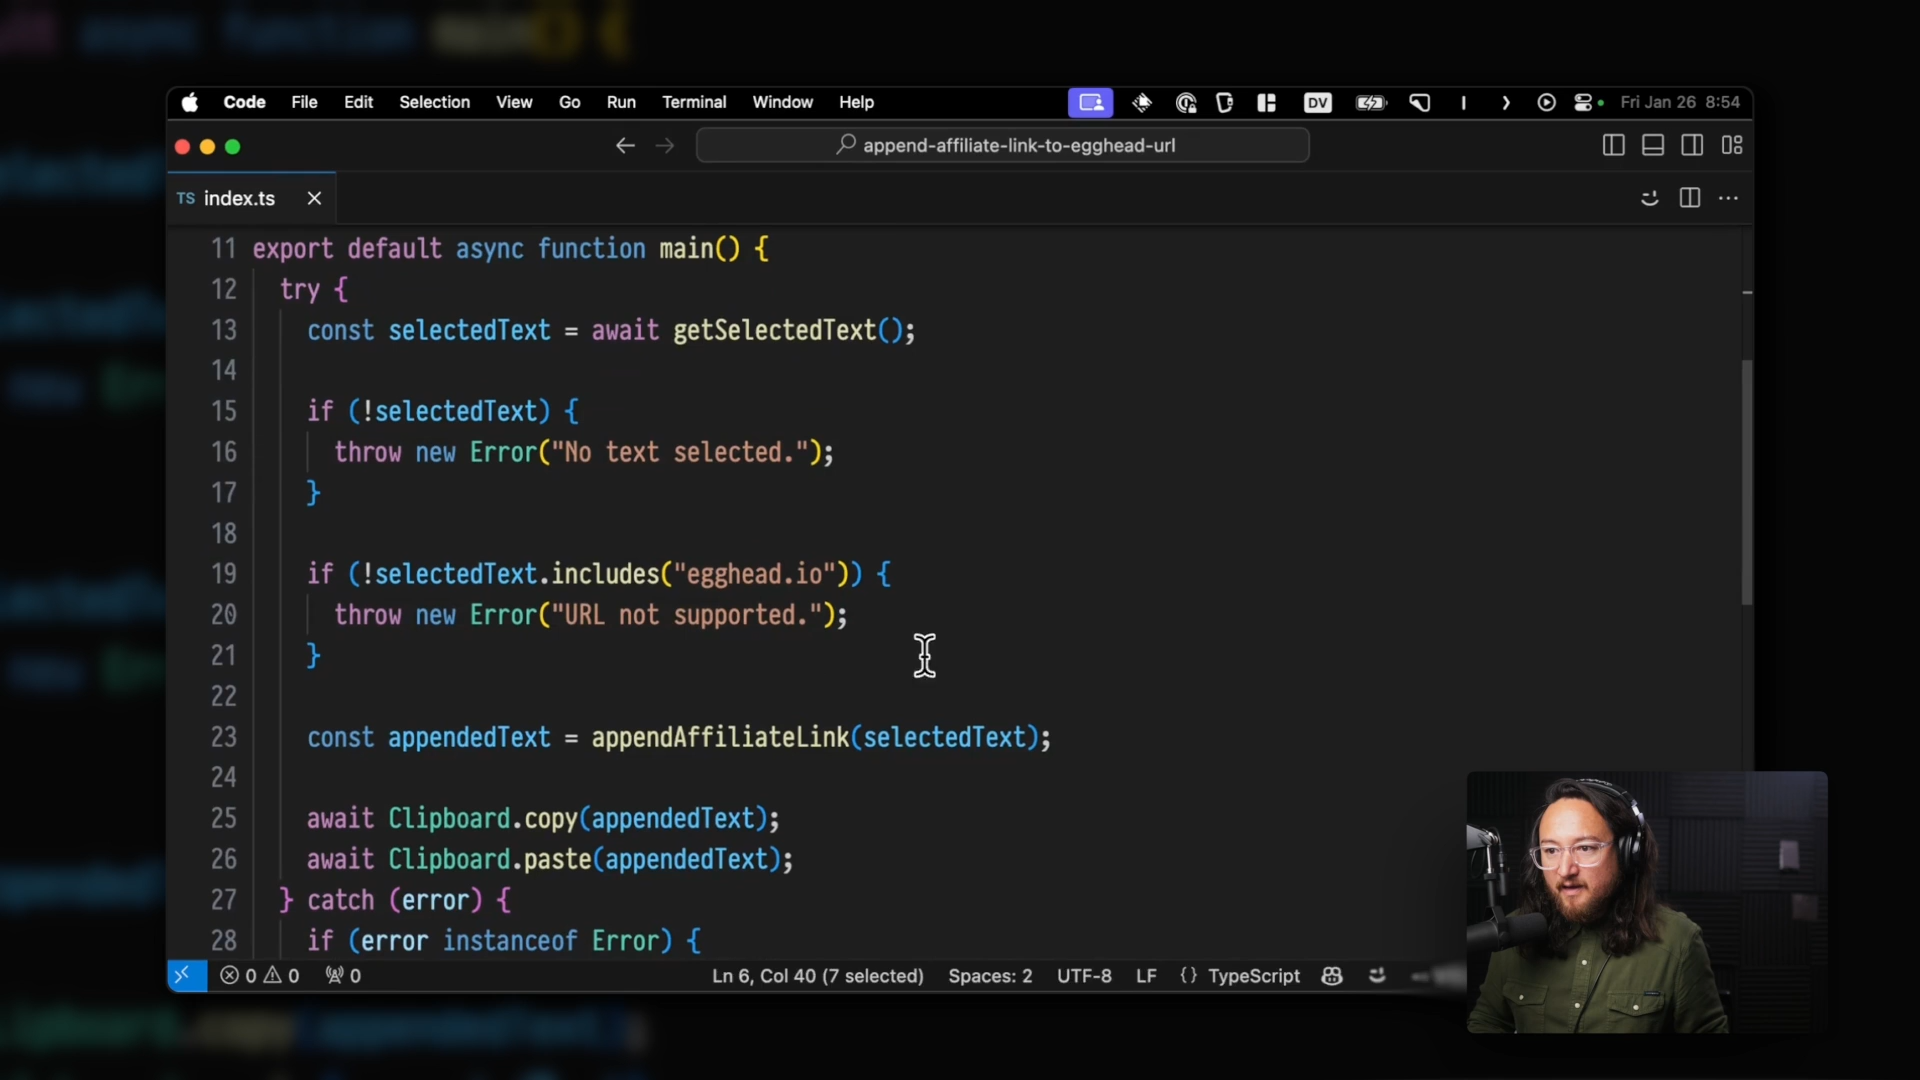 Code File Edit Selection View Go Run Terminal Window Help DV Fri Jan 26 8:54
append-affiliate-link-to-egghead-url
TS index.ts
11 export default async function main() {
12 try {
13 const selectedText = await getSelectedText();
14
15 if (!selectedText) {
16 throw new Error("No text selected.");
17 }
18
19 if (!selectedText.includes("egghead.io")) {
20 throw new Error("URL not supported.");
21 }
22
23 const appendedText = appendAffiliateLink(selectedText);
24
25 await Clipboard.copy(appendedText);
26 await Clipboard.paste(appendedText);
27 } catch (error) {
28 if (error instanceof Error) {
0 0 0 Ln 6, Col 40 (7 selected) Spaces: 2 UTF-8 LF {} TypeScript